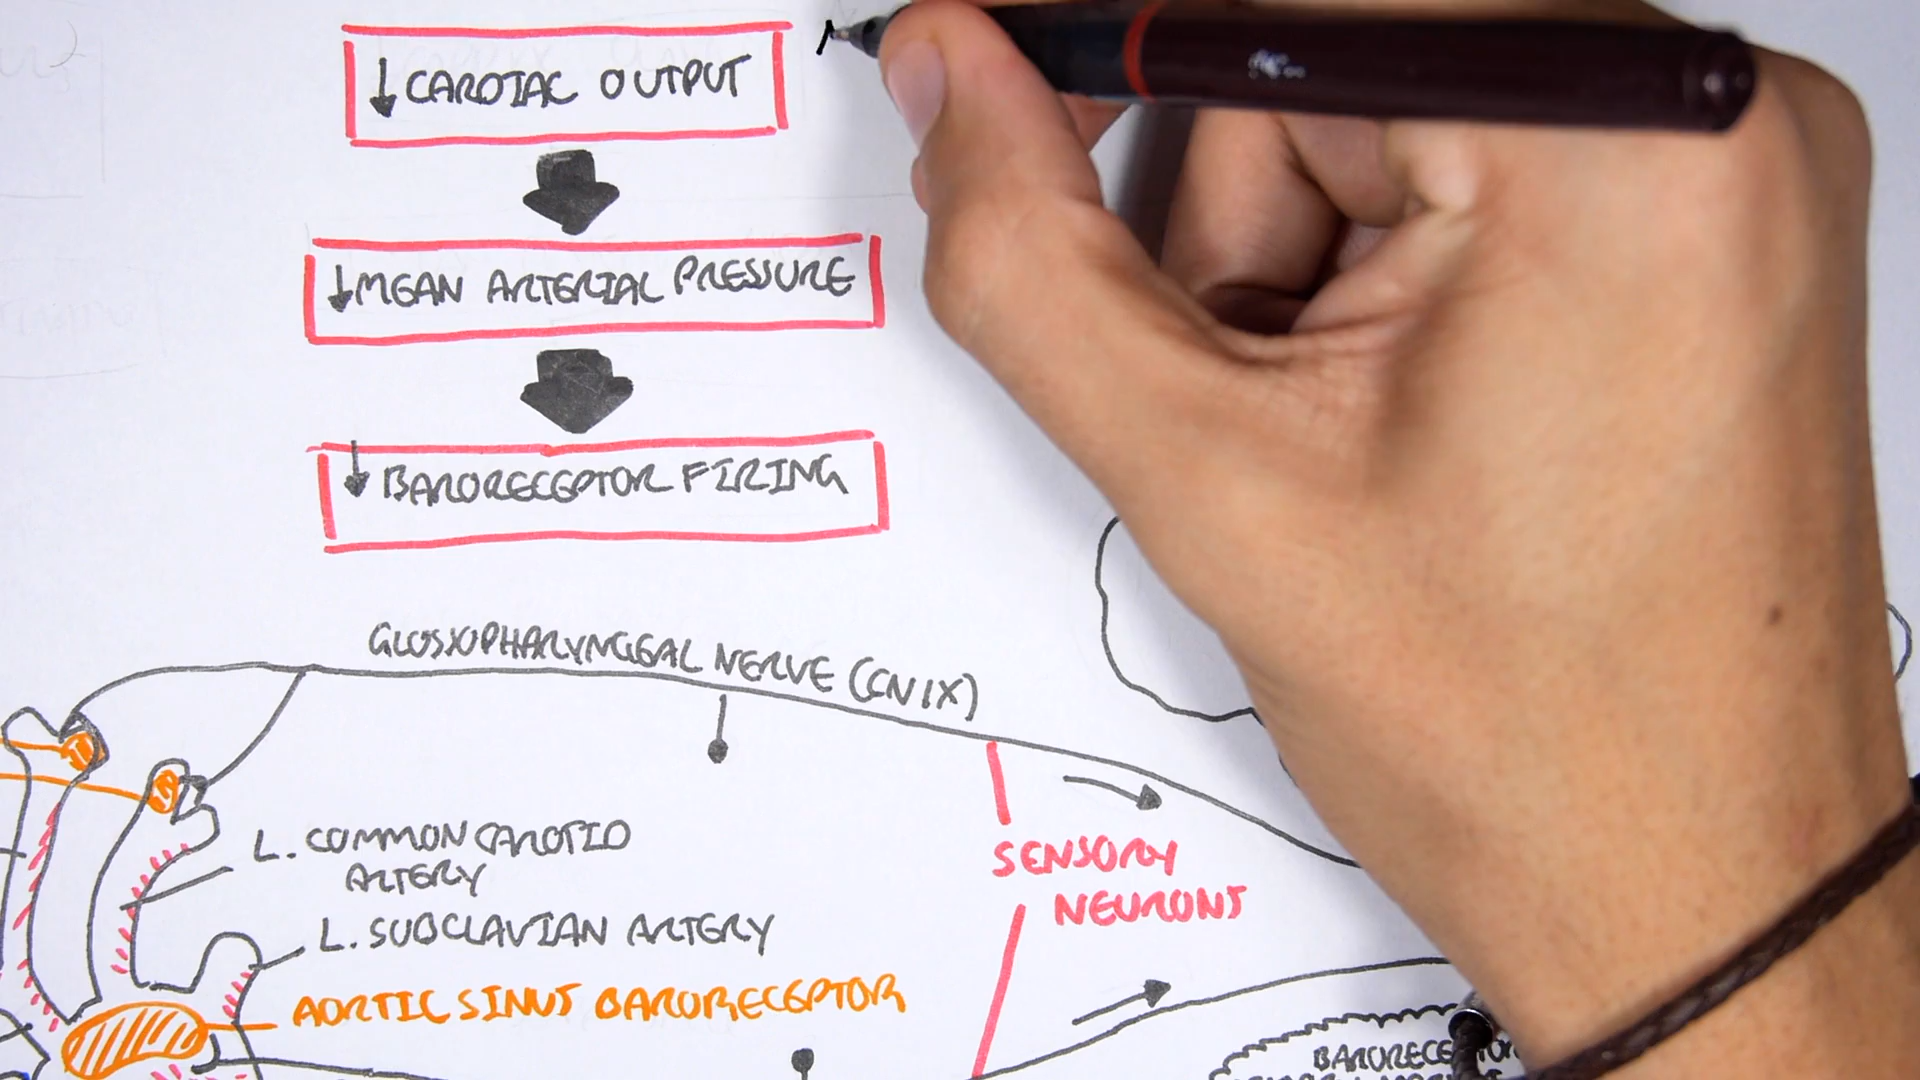 ↓ CARDIAC OUTPUT
↓ MEAN ARTERIAL PRESSURE
↓ BARORECEPTOR FIRING
GLOSSOPHARYNGEAL NERVE (CN IX)
L. COMMON CAROTID
ARTERY
L. SUBCLAVIAN ARTERY
AORTIC SINUS BARORECEPTOR
SENSORY
NEURONS